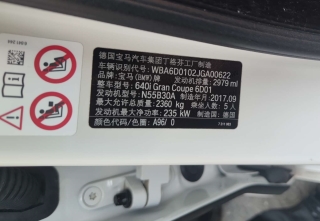 德国宝马汽车集团丁格芬工厂制造
车辆识别代号: WBA6D0102JGA00622
品牌: 宝马(BMW)牌 发动机排量: 2979 ml
整车型号: 640i Gran Coupe 6D01
发动机型号: N55B30A 制造年月: 2017.09
最大允许总质量: 2360 kg 乘坐人数: 5人
发动机最大净功率: 235 kW 制造国: 德国
颜色代码/色号: A96/ 0